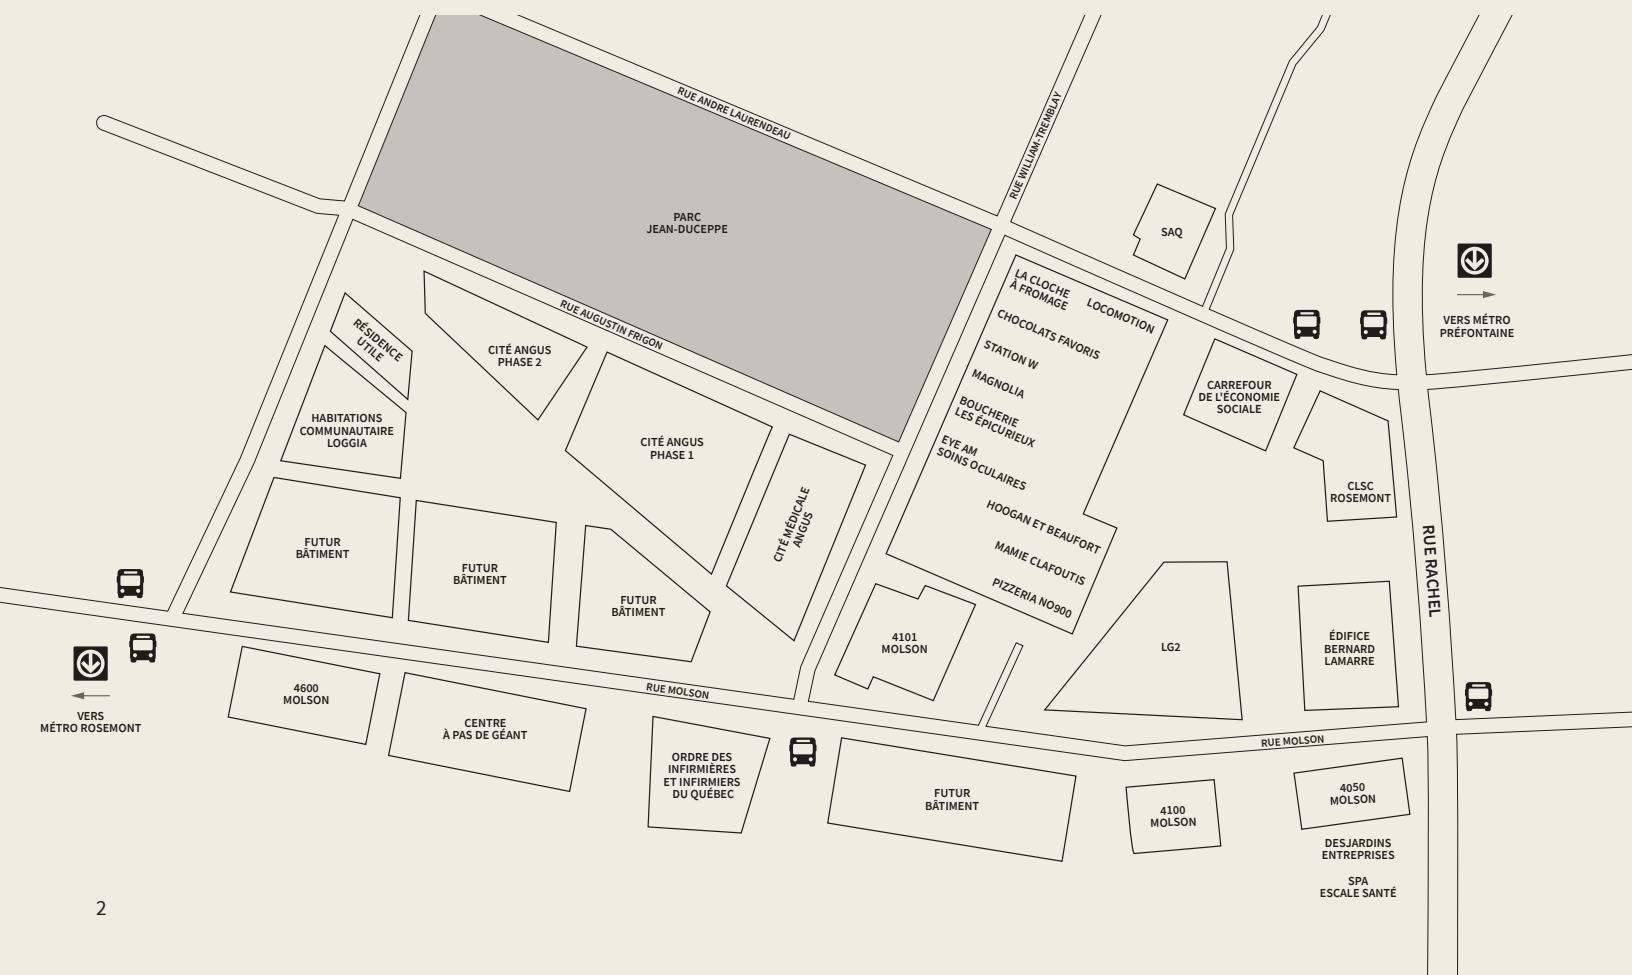 RUE ANDRE LAURENDEAU
RUE WILLIAM-TREMBLAY
PARC
JEAN-DUCEPPE
SAQ
LA CLOCHE
À FROMAGE
LOCOMOTION
CHOCOLATS FAVORIS
STATION W
MAGNOLIA
BOUCHERIE
LES ÉPICURIEUX
EYE AM
SOINS OCULAIRES
HOOGAN ET BEAUFORT
MAMIE CLAFOUTIS
PIZZERIA NO900
VERS MÉTRO
PRÉFONTAINE
RUE AUGUSTIN FRIGON
RÉSIDENCE
UTILE
CITÉ ANGUS
PHASE 2
HABITATIONS
COMMUNAUTAIRE
LOGGIA
CITÉ ANGUS
PHASE 1
CITÉ MÉDICALE
ANGUS
CARREFOUR
DE L'ÉCONOMIE
SOCIALE
CLSC
ROSEMONT
RUE RACHEL
FUTUR
BÂTIMENT
FUTUR
BÂTIMENT
FUTUR
BÂTIMENT
4101
MOLSON
LG2
ÉDIFICE
BERNARD
LAMARRE
VERS
MÉTRO ROSEMONT
4600
MOLSON
RUE MOLSON
CENTRE
À PAS DE GÉANT
ORDRE DES
INFIRMIÈRES
ET INFIRMIERS
DU QUÉBEC
FUTUR
BÂTIMENT
RUE MOLSON
4100
MOLSON
4050
MOLSON
DESJARDINS
ENTREPRISES
SPA
ESCALE SANTÉ
2